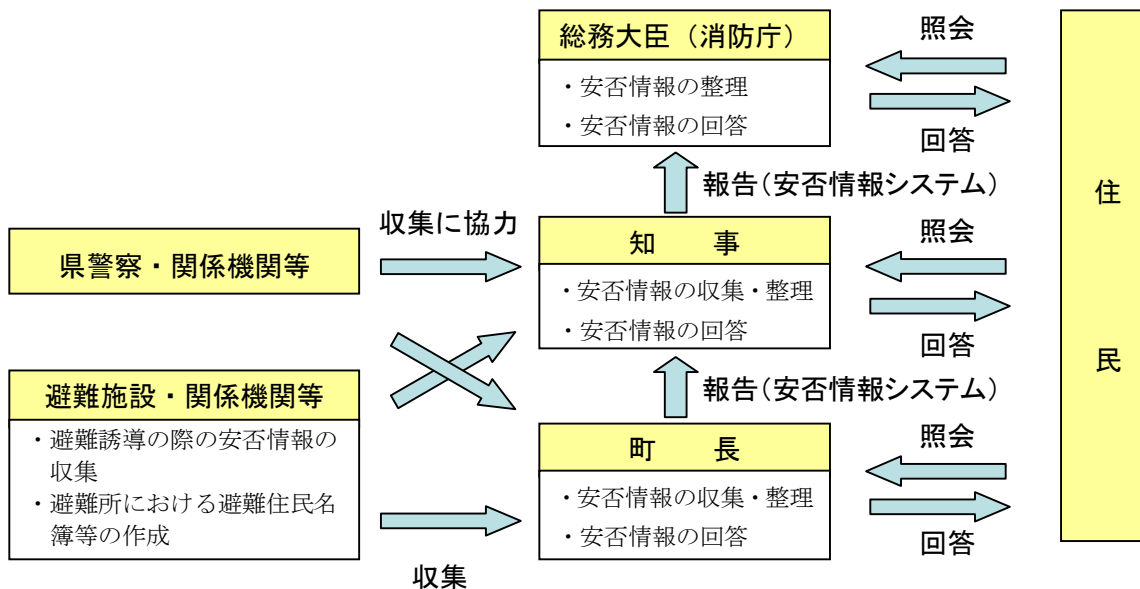 総務大臣（消防庁）
・安否情報の整理
・安否情報の回答
照会
回答
報告（安否情報システム）
収集に協力
県警察・関係機関等
知　　事
・安否情報の収集・整理
・安否情報の回答
照会
回答
報告（安否情報システム）
避難施設・関係機関等
・避難誘導の際の安否情報の
収集
・避難所における避難住民名
簿等の作成
収集
町　　長
・安否情報の収集・整理
・安否情報の回答
照会
回答
住
民